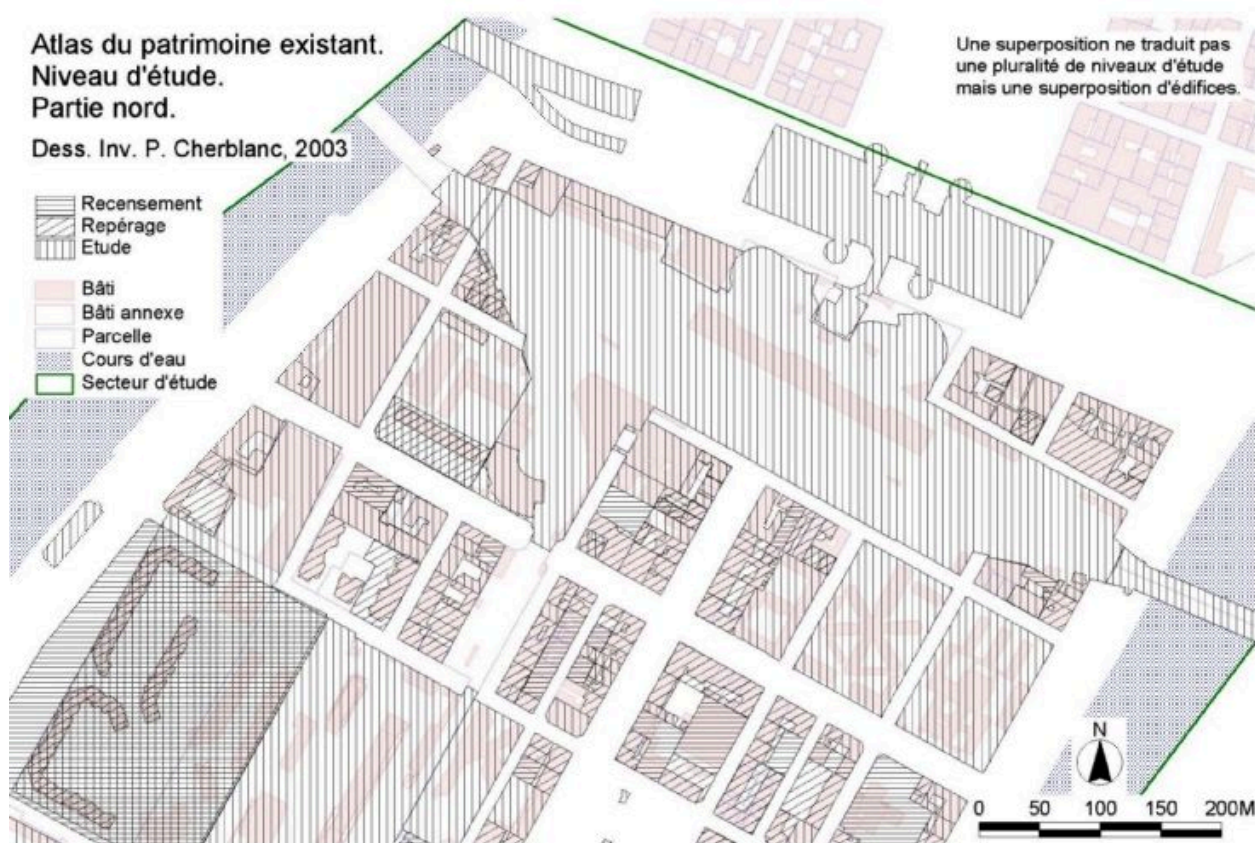 Atlas du patrimoine existant.
Niveau d'étude.
Partie nord.
Dess. Inv. P. Cherblanc, 2003
Une superposition ne traduit pas
une pluralité de niveaux d'étude
mais une superposition d'édifices.
Recensement
Repérage
Etude
Bâti
Bâti annexe
Parcelle
Cours d'eau
Secteur d'étude
N
0 50 100 150 200M